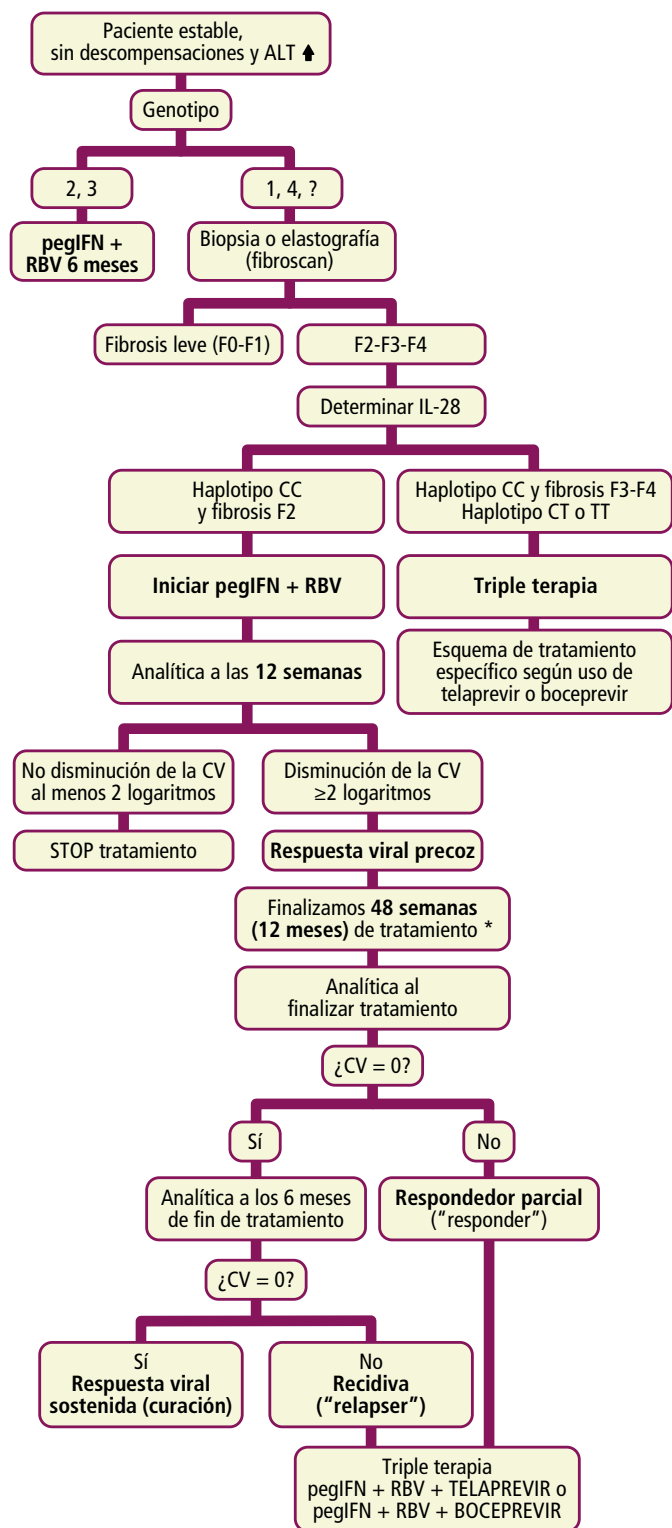 Paciente estable,
sin descompensaciones y ALT
Genotipo
2, 3
1, 4, ?
pegIFN +
RBV 6 meses
Biopsia o elastografía
(fibroscan)
Fibrosis leve (F0-F1)
F2-F3-F4
Determinar IL-28
Haplotipo CC
y fibrosis F2
Haplotipo CC y fibrosis F3-F4
Haplotipo CT o TT
Iniciar pegIFN + RBV
Triple terapia
Analítica a las 12 semanas
Esquema de tratamiento
específico según uso de
telaprevir o boceprevir
No disminución de la CV
al menos 2 logaritmos
Disminución de la CV
≥2 logaritmos
STOP tratamiento
Respuesta viral precoz
Finalizamos 48 semanas
(12 meses) de tratamiento *
Analítica al
finalizar tratamiento
¿CV = 0?
Sí
No
Analítica a los 6 meses
de fin de tratamiento
Respondedor parcial
("responder")
¿CV = 0?
Sí
Respuesta viral
sostenida (curación)
No
Recidiva
("relapser")
Triple terapia
pegIFN + RBV + TELAPREVIR o
pegIFN + RBV + BOCEPREVIR